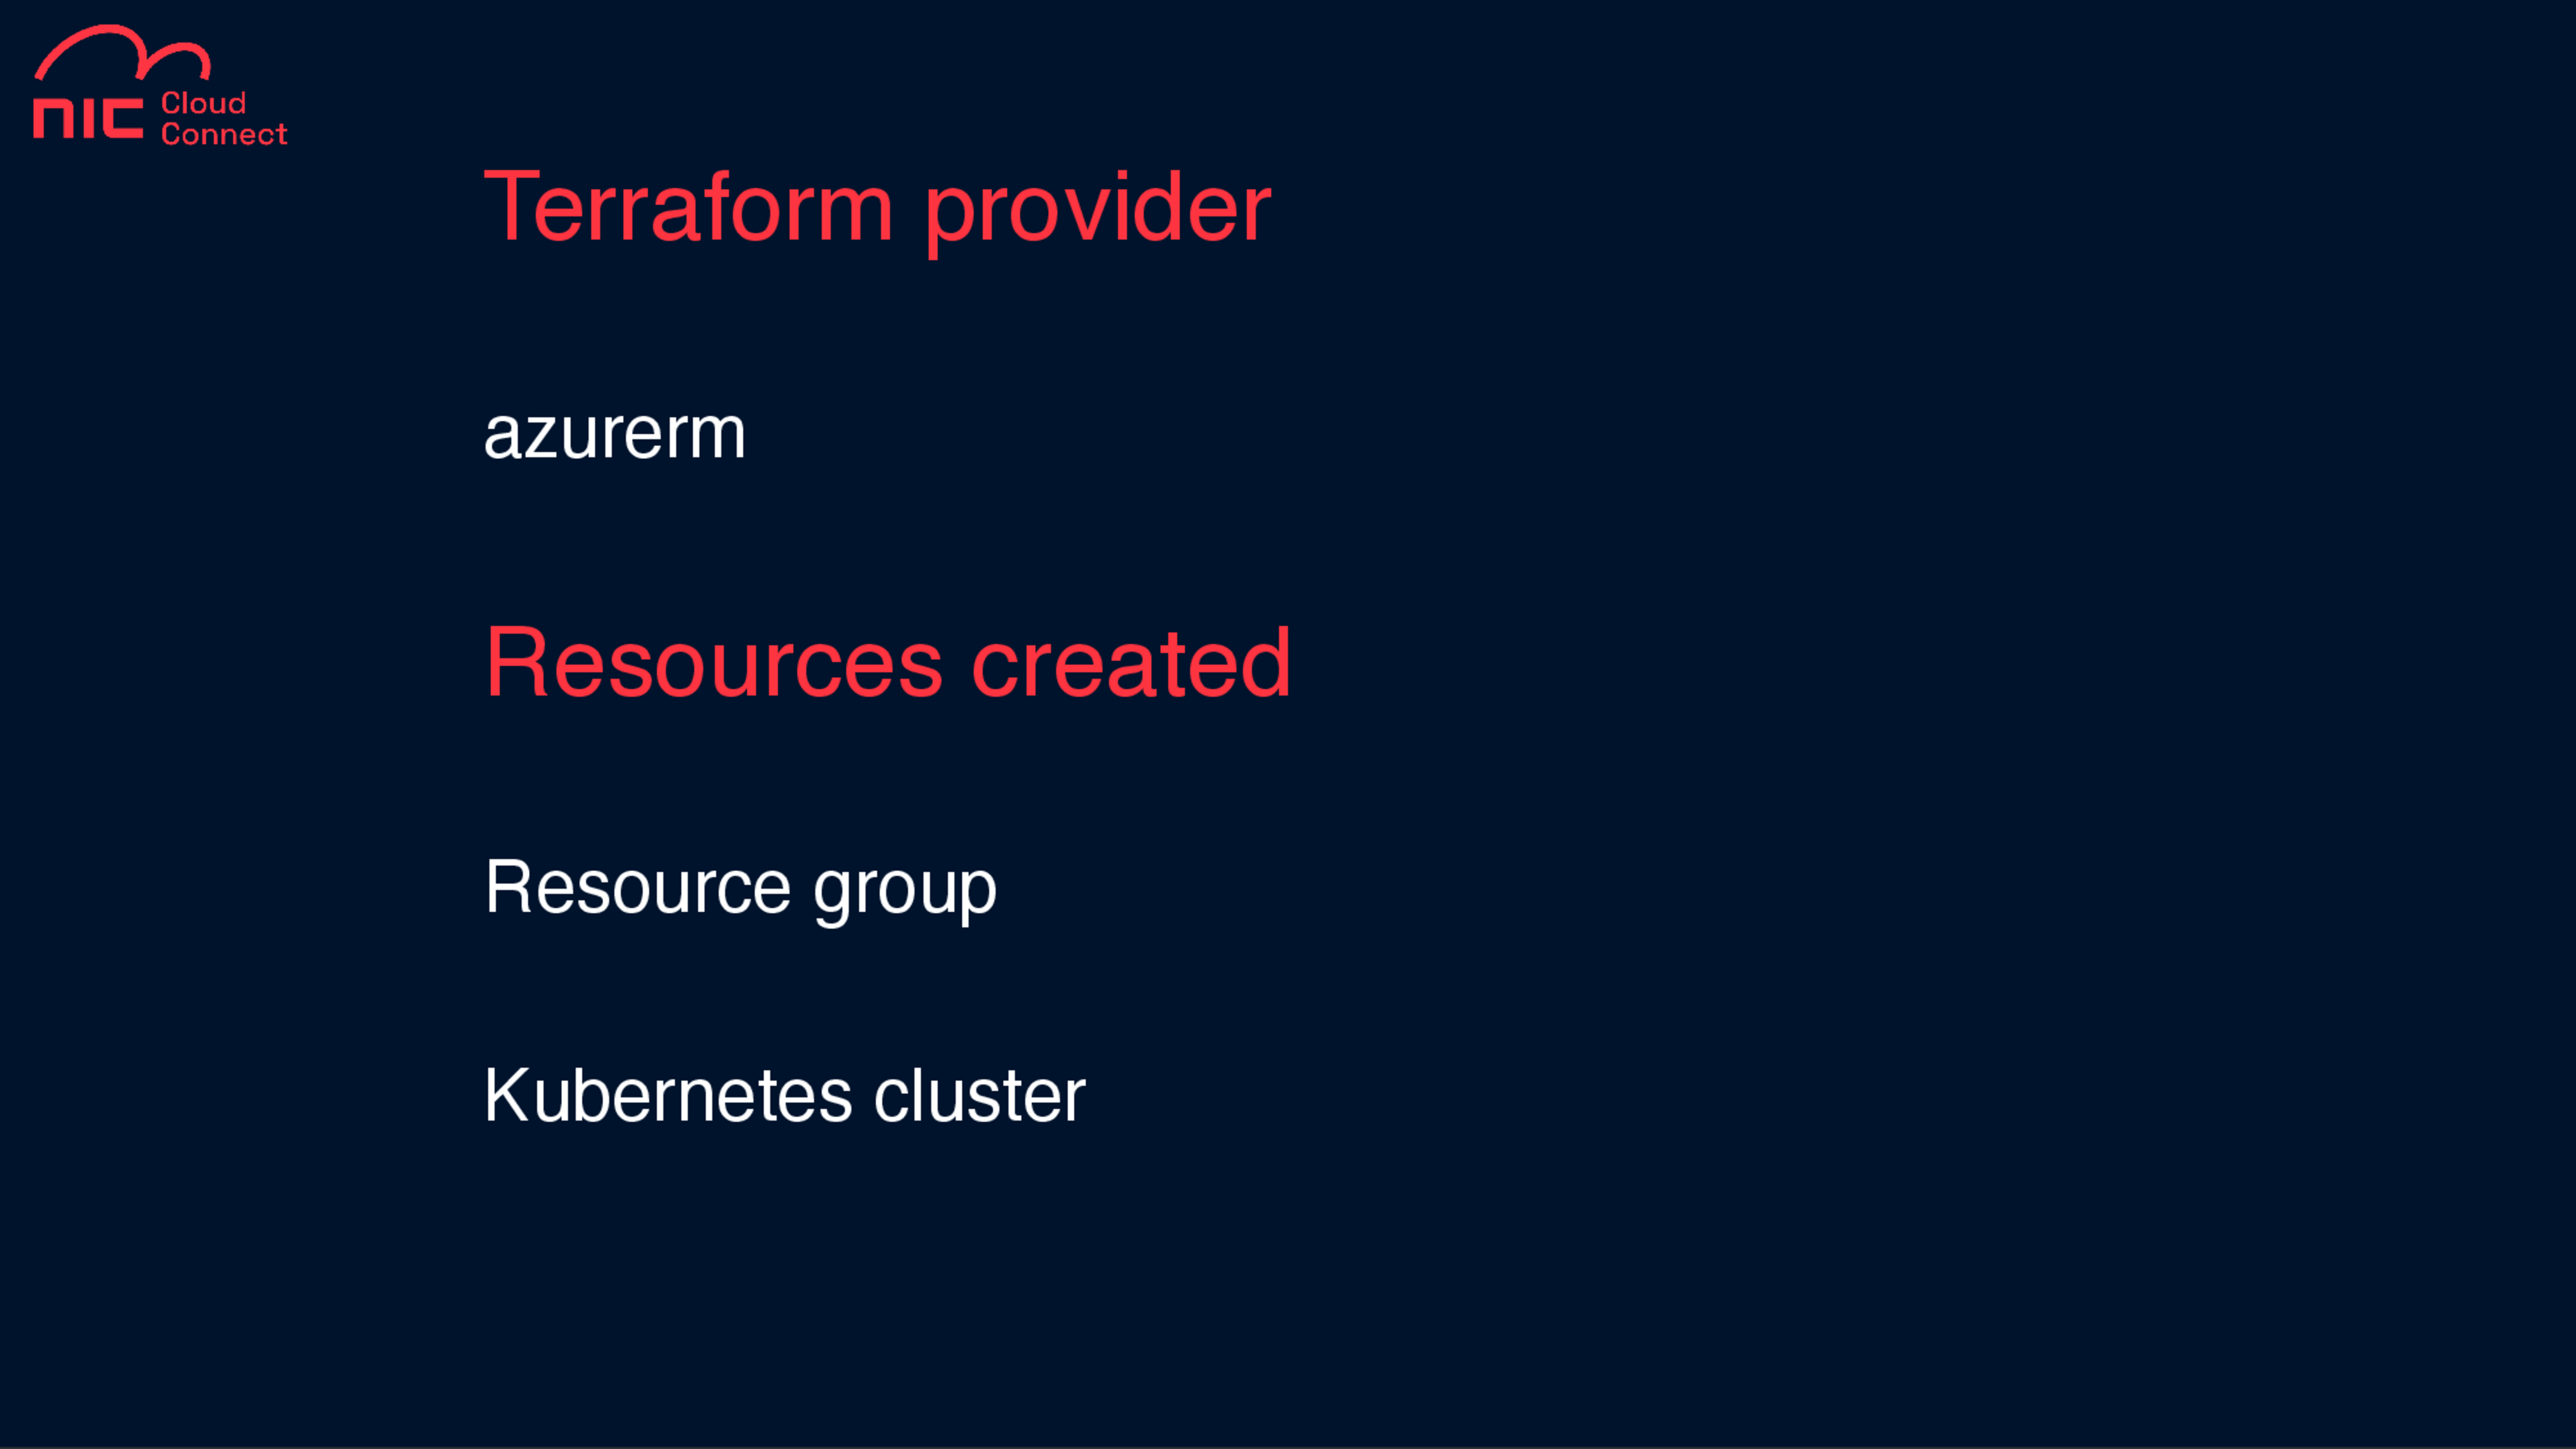 NIC Cloud
Connect
Terraform provider
azurerm
Resources created
Resource group
Kubernetes cluster